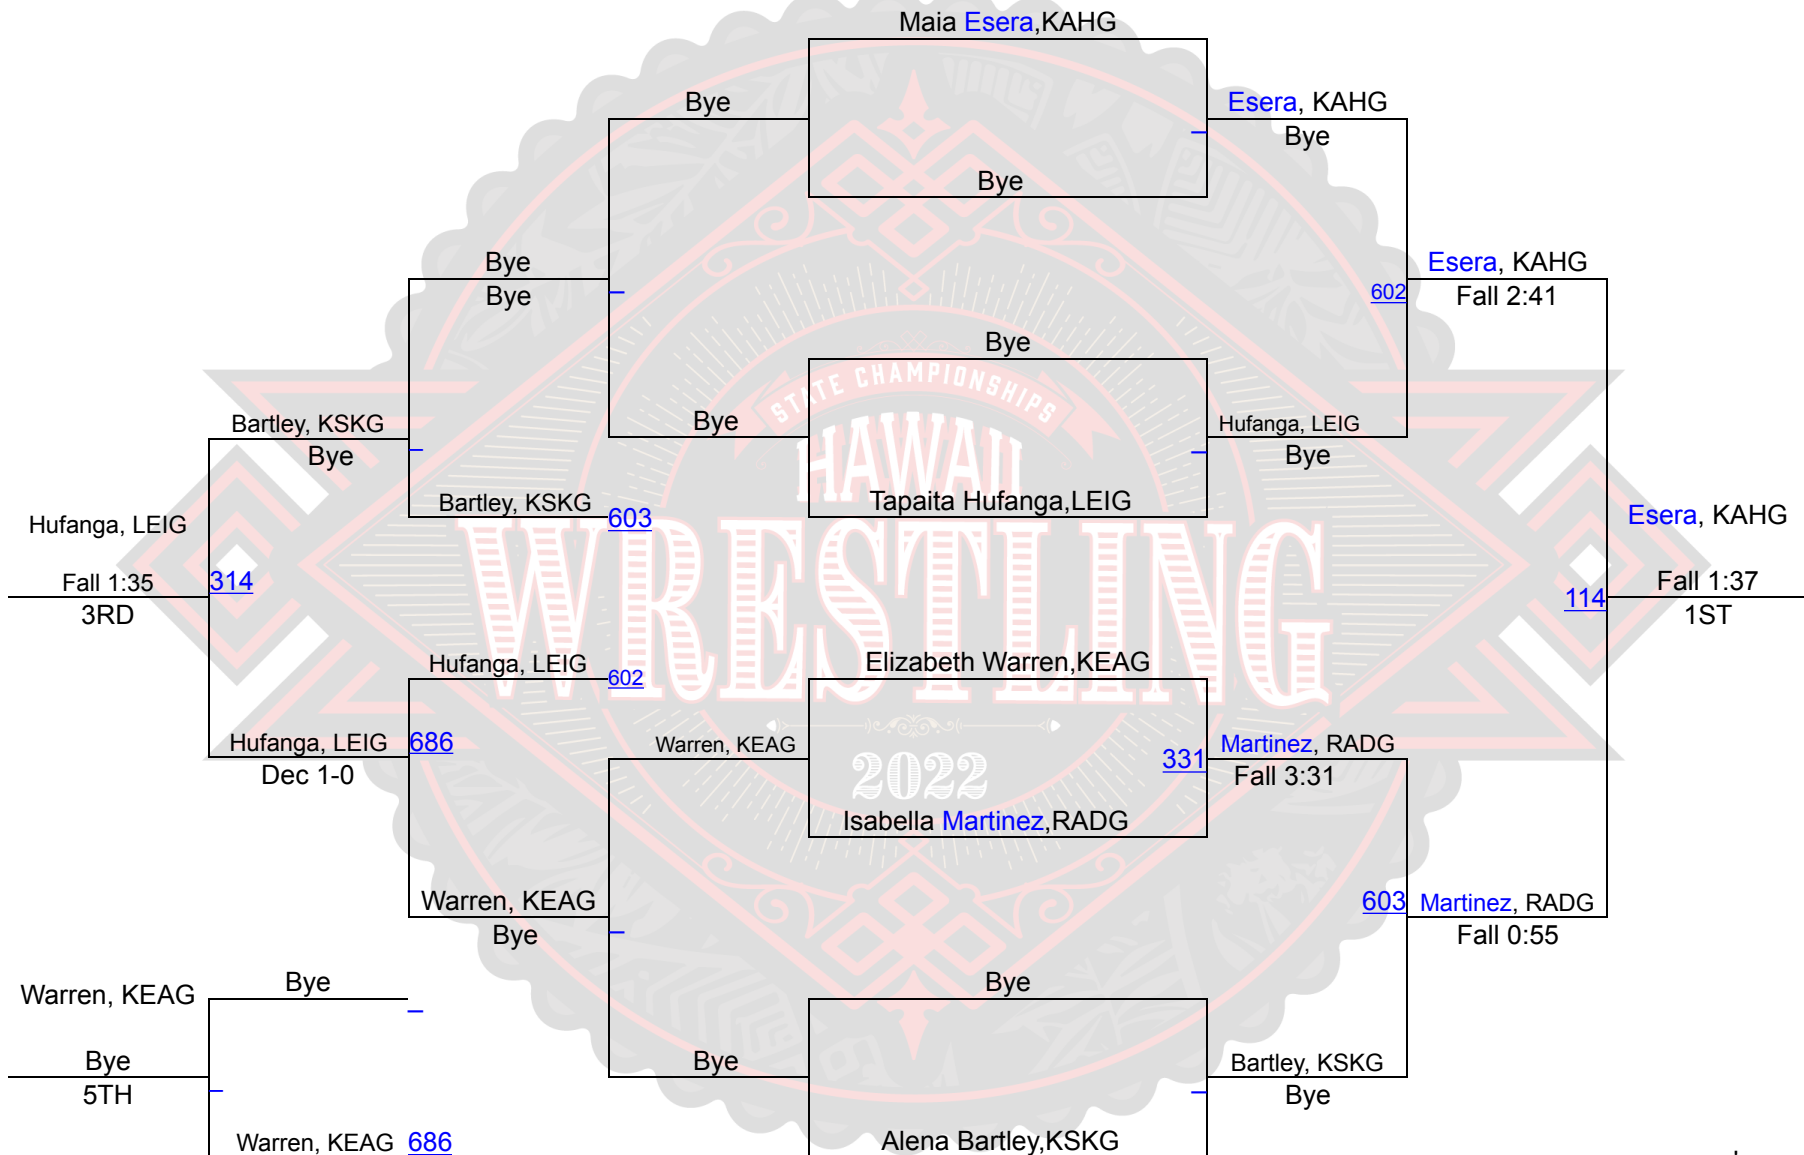 Maia Esera,KAHG
Bye
Esera, KAHG
Bye
Bye
Bye
Bye
Esera, KAHG
Fall 2:41
602
Bye
STATE CHAMPIONSHIPS
HAWAII
WRESTLING
2022
Bartley, KSKG
Bye
Bye
Hufanga, LEIG
Bye
Bartley, KSKG
603
Tapaita Hufanga,LEIG
Hufanga, LEIG
Fall 1:35
3RD
314
Esera, KAHG
Fall 1:37
1ST
114
Hufanga, LEIG
602
Elizabeth Warren,KEAG
Hufanga, LEIG
Dec 1-0
686
Warren, KEAG
331
Martinez, RADG
Fall 3:31
Isabella Martinez,RADG
Warren, KEAG
Bye
603
Martinez, RADG
Fall 0:55
Warren, KEAG
Bye
Bye
Bye
5TH
Bye
Bartley, KSKG
Bye
Warren, KEAG
686
Alena Bartley,KSKG